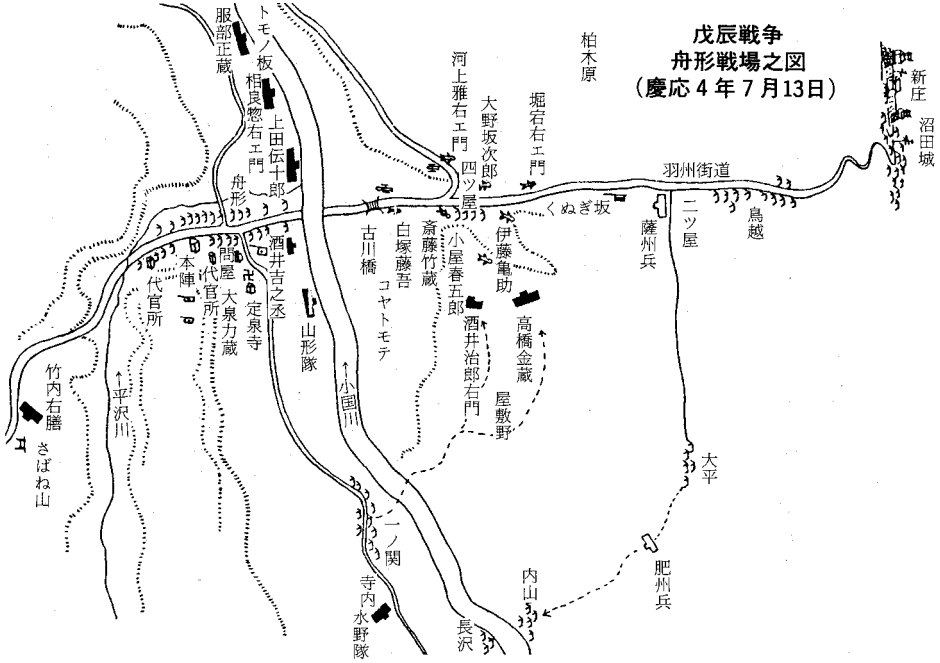 戊辰戦争
舟形戦場之図
(慶応4年7月13日)
新庄
沼田城
柏木原
堀宕右エ門
大野坂次郎
河上雅右エ門
四ツ屋
トモノ板
服部正蔵
相良惣右エ門
上田伝十郎
舟形
羽州街道
鳥越
二ツ屋
薩州兵
くぬぎ坂
伊藤亀助
小屋春五郎
斎藤竹蔵
白塚藤吾
古川橋
コヤトモテ
酒井吉之丞
定泉寺
問屋
大泉力蔵
代官所
本陣
代官所
山形隊
高橋金蔵
酒井治郎右門
屋敷野
←小国川
←平沢川
竹内右膳
さばね山
大平
肥州兵
内山
長沢
一ノ関
寺内
水野隊